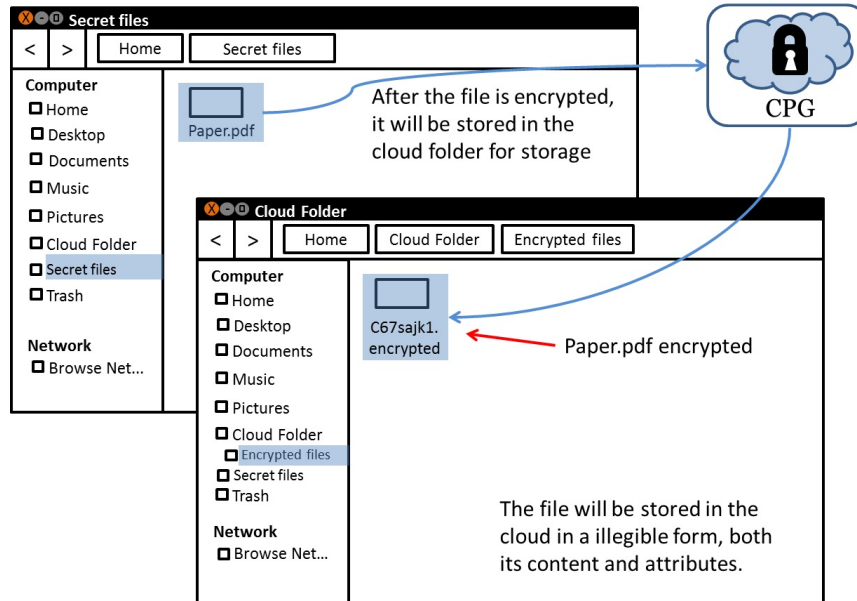 Secret files
< > Home Secret files
Computer
Home
Desktop
Documents
Music
Pictures
Cloud Folder
Secret files
Trash
Network
Browse Net...
Paper.pdf
After the file is encrypted,
it will be stored in the
cloud folder for storage
CPG
Cloud Folder
< > Home Cloud Folder Encrypted files
Computer
Home
Desktop
Documents
Music
Pictures
Cloud Folder
Encrypted files
Secret files
Trash
Network
Browse Net...
C67sajk1.
encrypted
Paper.pdf encrypted
The file will be stored in the
cloud in a illegible form, both
its content and attributes.